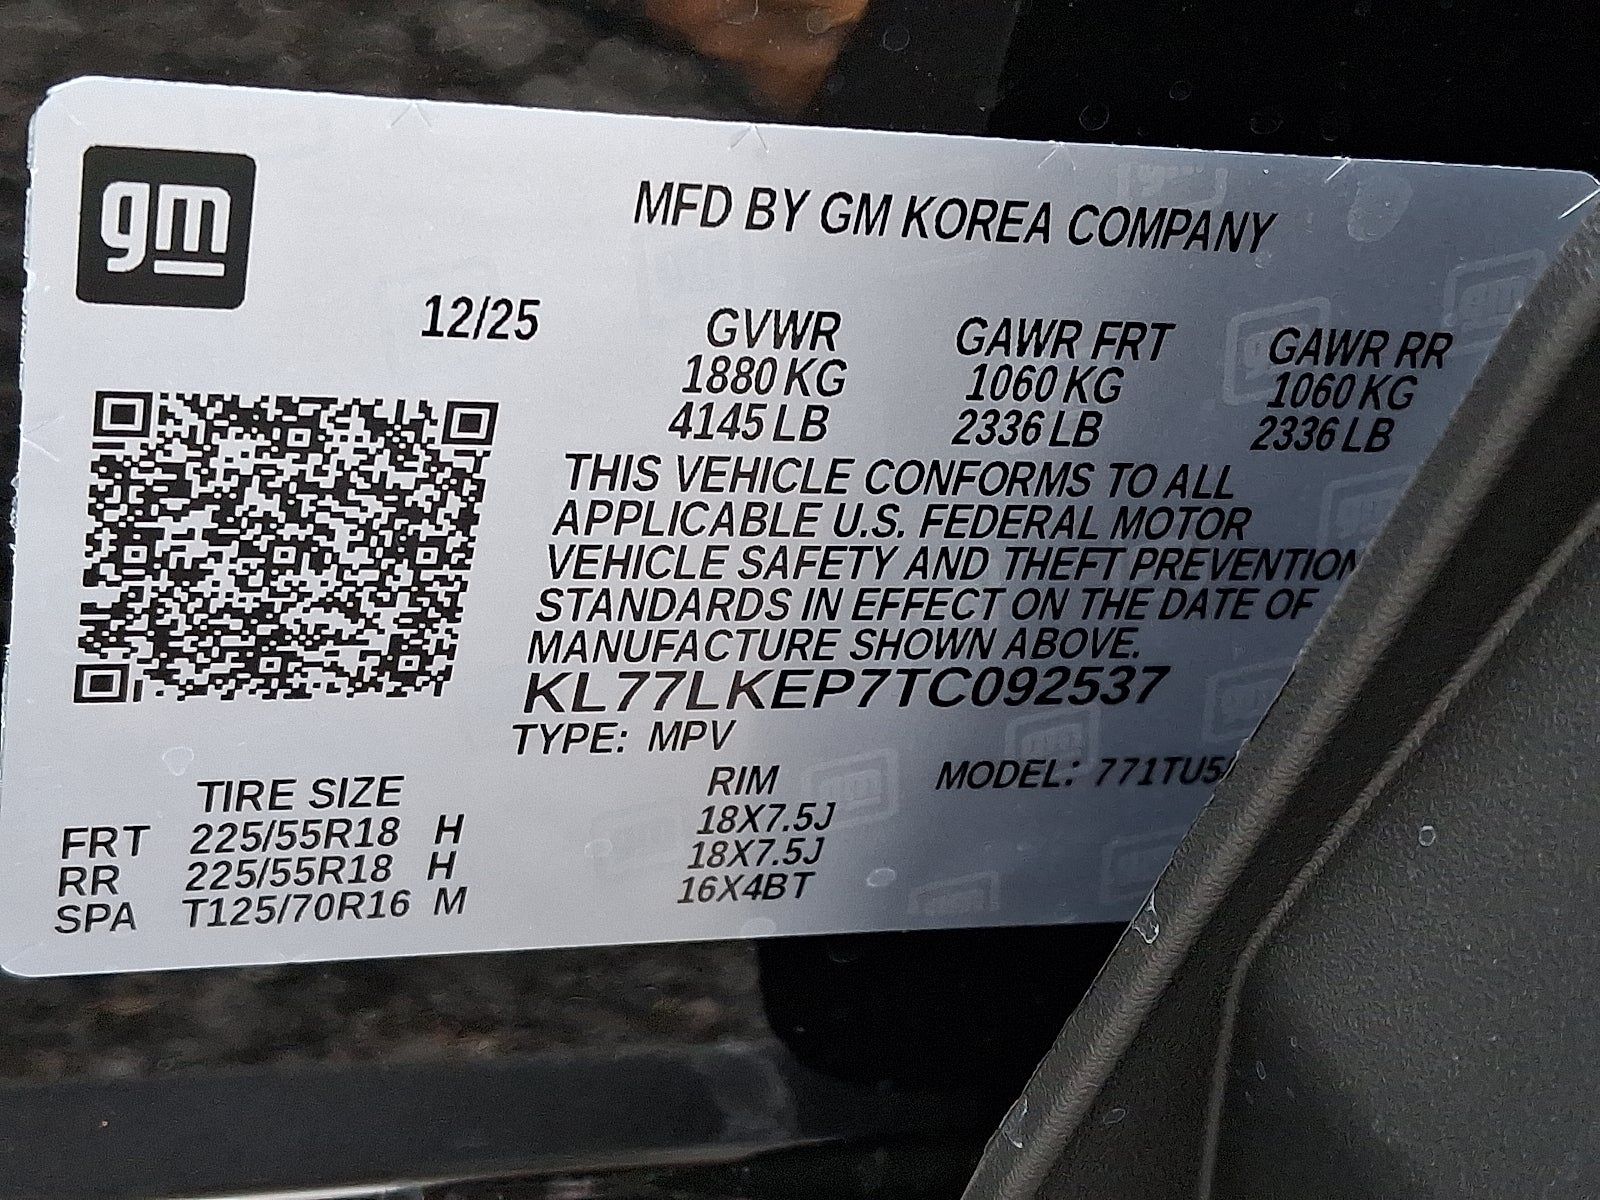 gm
MFD BY GM KOREA COMPANY
12/25
GVWR GAWR FRT GAWR RR
1880 KG 1060 KG 1060 KG
4145 LB 2336 LB 2336 LB
THIS VEHICLE CONFORMS TO ALL
APPLICABLE U.S. FEDERAL MOTOR
VEHICLE SAFETY AND THEFT PREVENTION
STANDARDS IN EFFECT ON THE DATE OF
MANUFACTURE SHOWN ABOVE.
KL77LKEP7TC092537
TYPE: MPV
MODEL:
TIRE SIZE RIM
FRT 225/55R18 H 18X7.5J
RR 225/55R18 H 18X7.5J
SPA T125/70R16 M 16X4BT